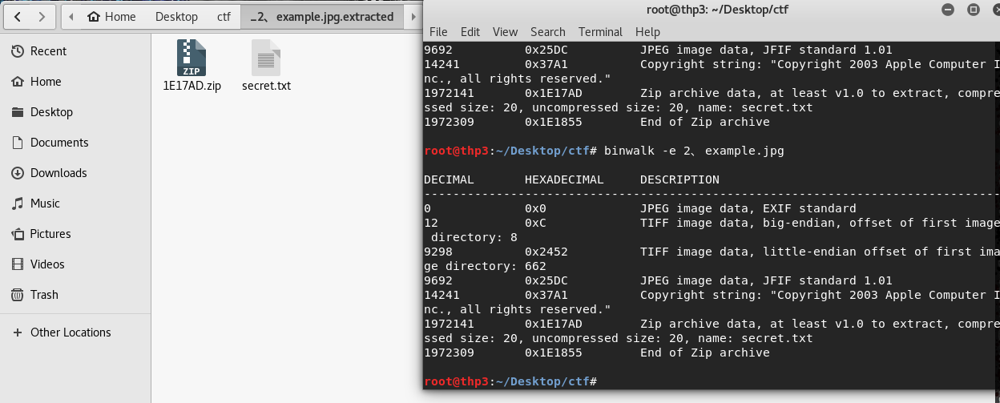 Home Desktop ctf _2、example.jpg.extracted
Recent
Home
Desktop
Documents
Downloads
Music
Pictures
Videos
Trash
Other Locations
ZIP
1E17AD.zip
secret.txt
root@thp3: ~/Desktop/ctf
File Edit View Search Terminal Help
9692 0x25DC JPEG image data, JFIF standard 1.01
14241 0x37A1 Copyright string: "Copyright 2003 Apple Computer I
nc., all rights reserved."
1972141 0x1E17AD Zip archive data, at least v1.0 to extract, compre
ssed size: 20, uncompressed size: 20, name: secret.txt
1972309 0x1E1855 End of Zip archive
root@thp3:~/Desktop/ctf# binwalk -e 2、example.jpg
DECIMAL HEXADECIMAL DESCRIPTION
--------------------------------------------------------------------------------
0 0x0 JPEG image data, EXIF standard
12 0xC TIFF image data, big-endian, offset of first image
directory: 8
9298 0x2452 TIFF image data, little-endian offset of first ima
ge directory: 662
9692 0x25DC JPEG image data, JFIF standard 1.01
14241 0x37A1 Copyright string: "Copyright 2003 Apple Computer I
nc., all rights reserved."
1972141 0x1E17AD Zip archive data, at least v1.0 to extract, compre
ssed size: 20, uncompressed size: 20, name: secret.txt
1972309 0x1E1855 End of Zip archive
root@thp3:~/Desktop/ctf#